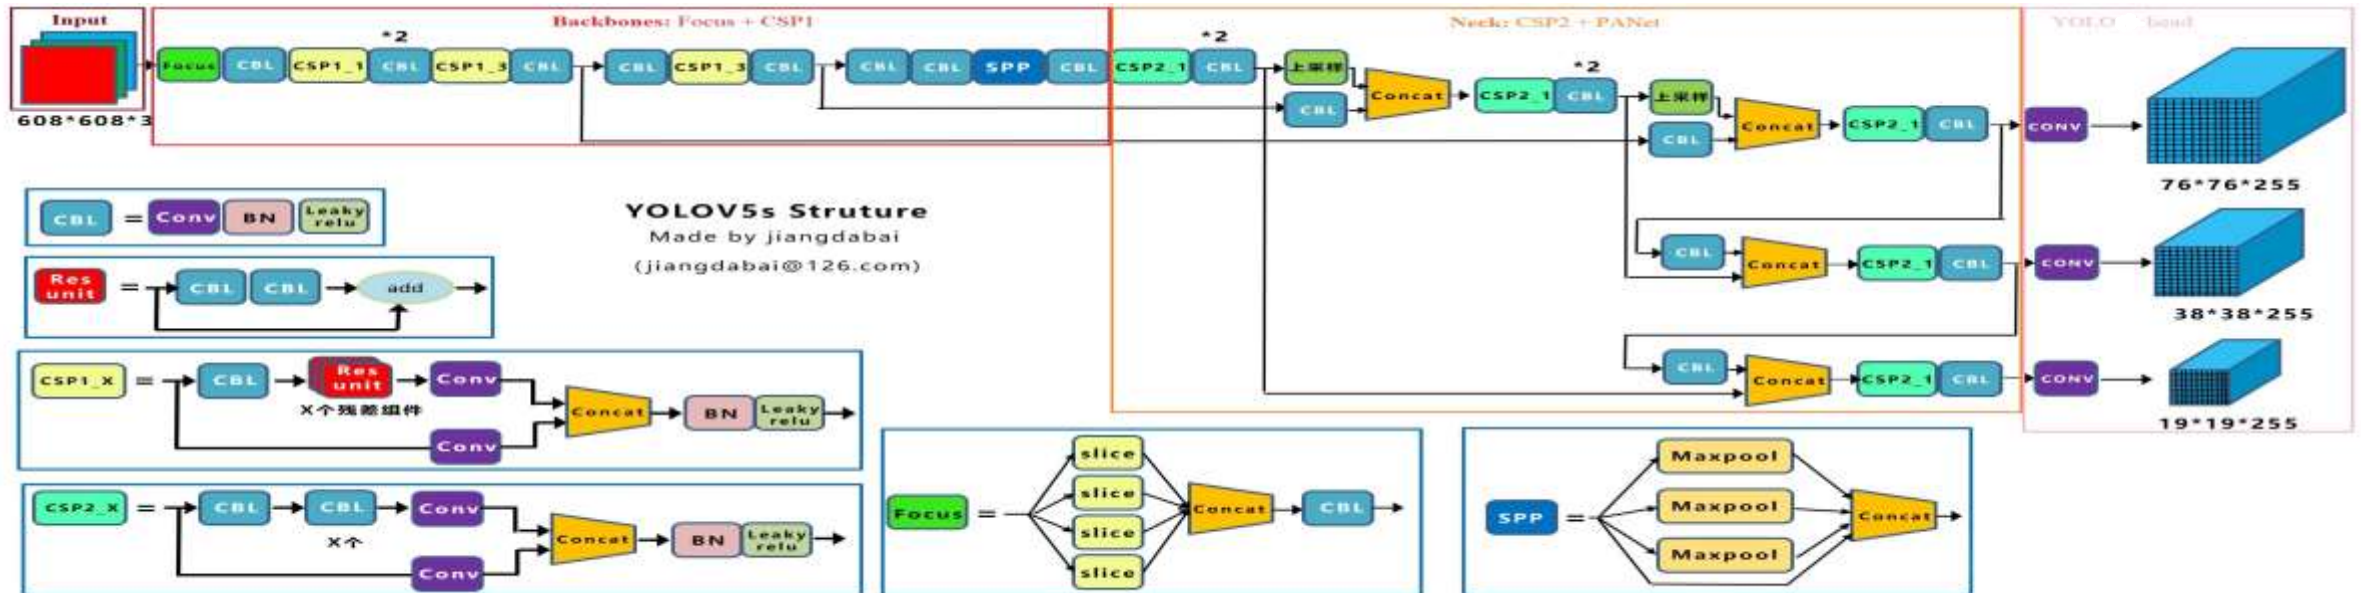 Input
Backbones: Focus + CSP1
Neck: CSP2 + PANet
YOLO head
*2
*2
*2
Focus CBL CSP1_1 CBL CSP1_3 CBL CBL CSP1_3 CBL CBL CBL SPP CBL CSP2_1 CBL 上采样
CBL Concat CSP2_1 CBL 上采样
CBL Concat CSP2_1 CBL CONV
608*608*3
76*76*255
CBL = Conv BN Leaky relu
YOLOV5s Struture
Made by jiangdabai
(jiangdabai@126.com)
CBL Concat CSP2_1 CBL CONV
38*38*255
Res unit = CBL CBL add
CBL Concat CSP2_1 CBL CONV
19*19*255
CSP1_X = CBL Res unit Conv
X个残差组件
Concat BN Leaky relu
Conv
CSP2_X = CBL CBL Conv
X个
Concat BN Leaky relu
Conv
slice
slice
Focus = Concat CBL
slice
slice
Maxpool
SPP = Maxpool Concat
Maxpool